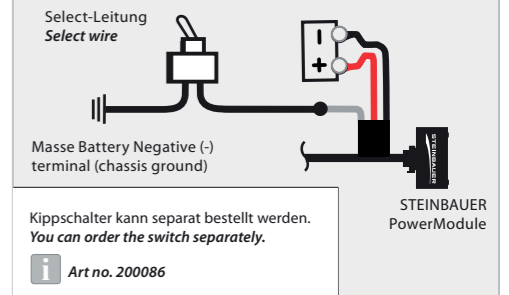 Select-Leitung
Select wire
Masse Battery Negative (-)
terminal (chassis ground)
STEINBAUER
STEINBAUER
PowerModule
Kippschalter kann separat bestellt werden.
You can order the switch separately.
i Art no. 200086